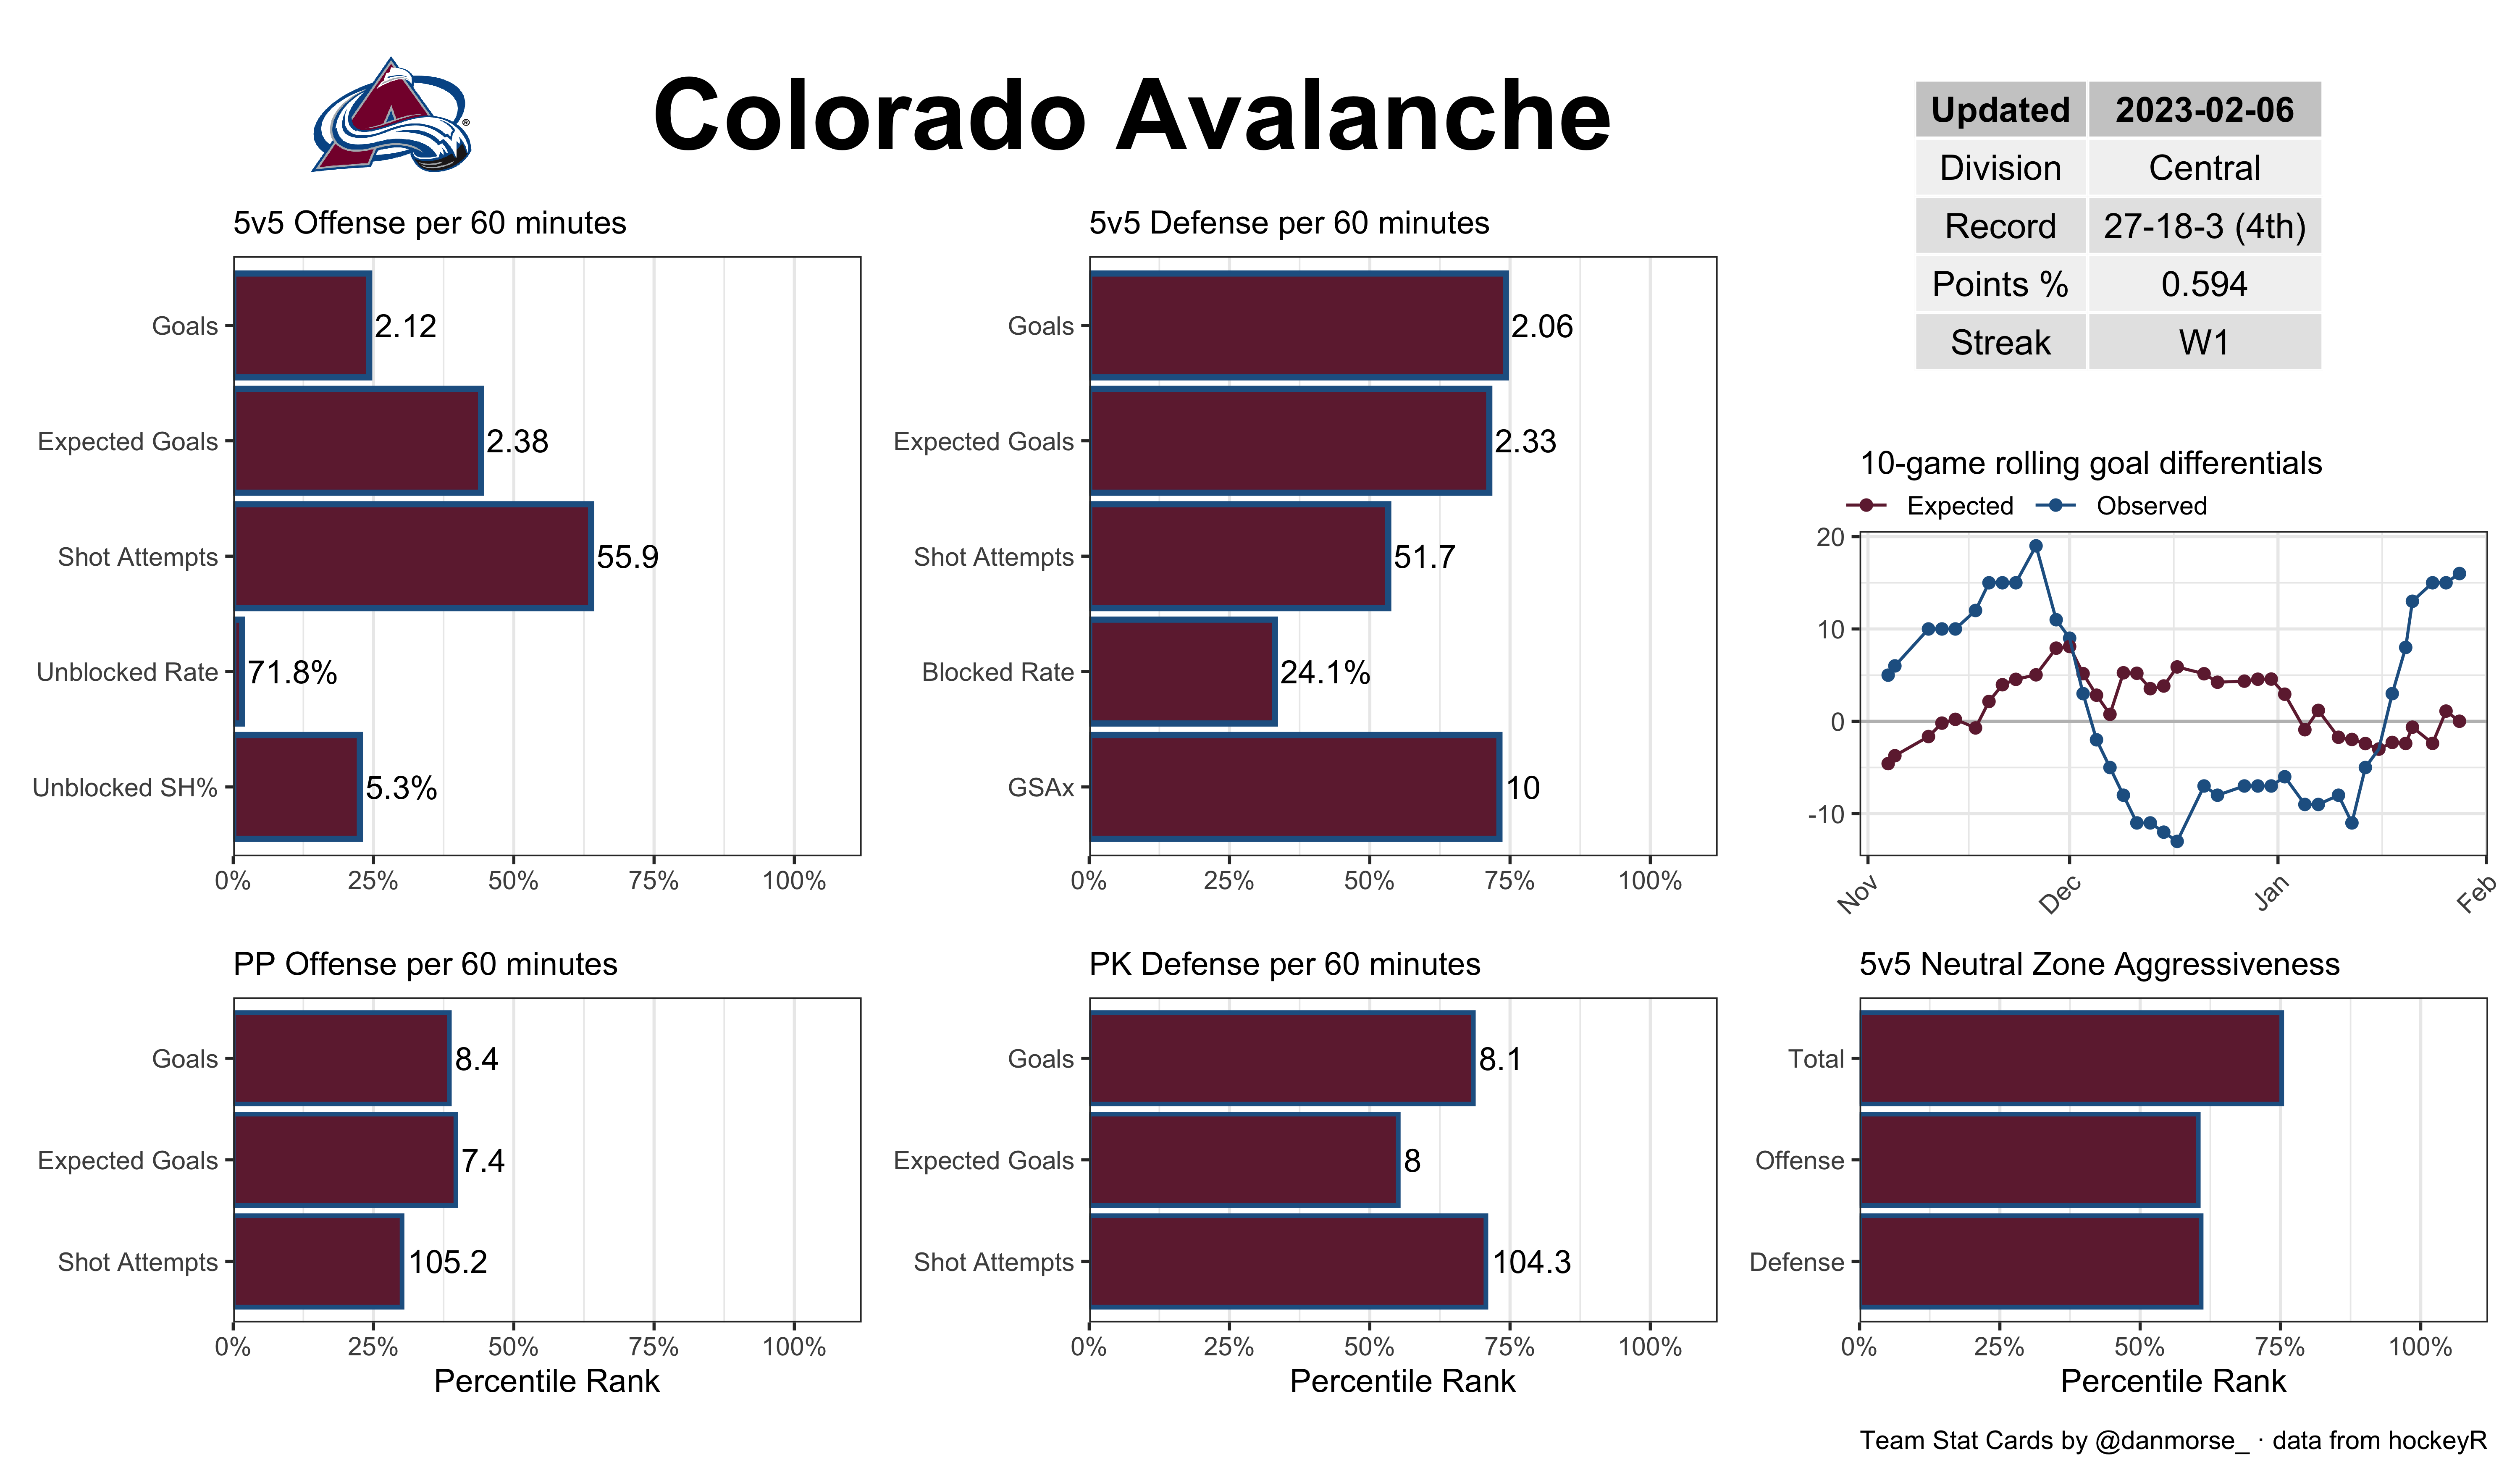 Colorado Avalanche
Updated 2023-02-06
Division Central
Record 27-18-3 (4th)
Points % 0.594
Streak W1
5v5 Offense per 60 minutes
Goals 2.12
Expected Goals 2.38
Shot Attempts 55.9
Unblocked Rate 71.8%
Unblocked SH% 5.3%
0% 25% 50% 75% 100%
5v5 Defense per 60 minutes
Goals 2.06
Expected Goals 2.33
Shot Attempts 51.7
Blocked Rate 24.1%
GSAx 10
0% 25% 50% 75% 100%
10-game rolling goal differentials
Expected Observed
20
10
0
-10
Nov Dec Jan Feb
PP Offense per 60 minutes
Goals 8.4
Expected Goals 7.4
Shot Attempts 105.2
0% 25% 50% 75% 100%
Percentile Rank
PK Defense per 60 minutes
Goals 8.1
Expected Goals 8
Shot Attempts 104.3
0% 25% 50% 75% 100%
Percentile Rank
5v5 Neutral Zone Aggressiveness
Total
Offense
Defense
0% 25% 50% 75% 100%
Percentile Rank
Team Stat Cards by @danmorse_ · data from hockeyR